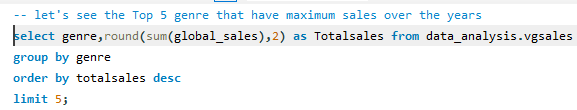 -- let's see the Top 5 genre that have maximum sales over the years
select genre,round(sum(global_sales),2) as Totalsales from data_analysis.vgsales
group by genre
order by totalsales desc
limit 5;